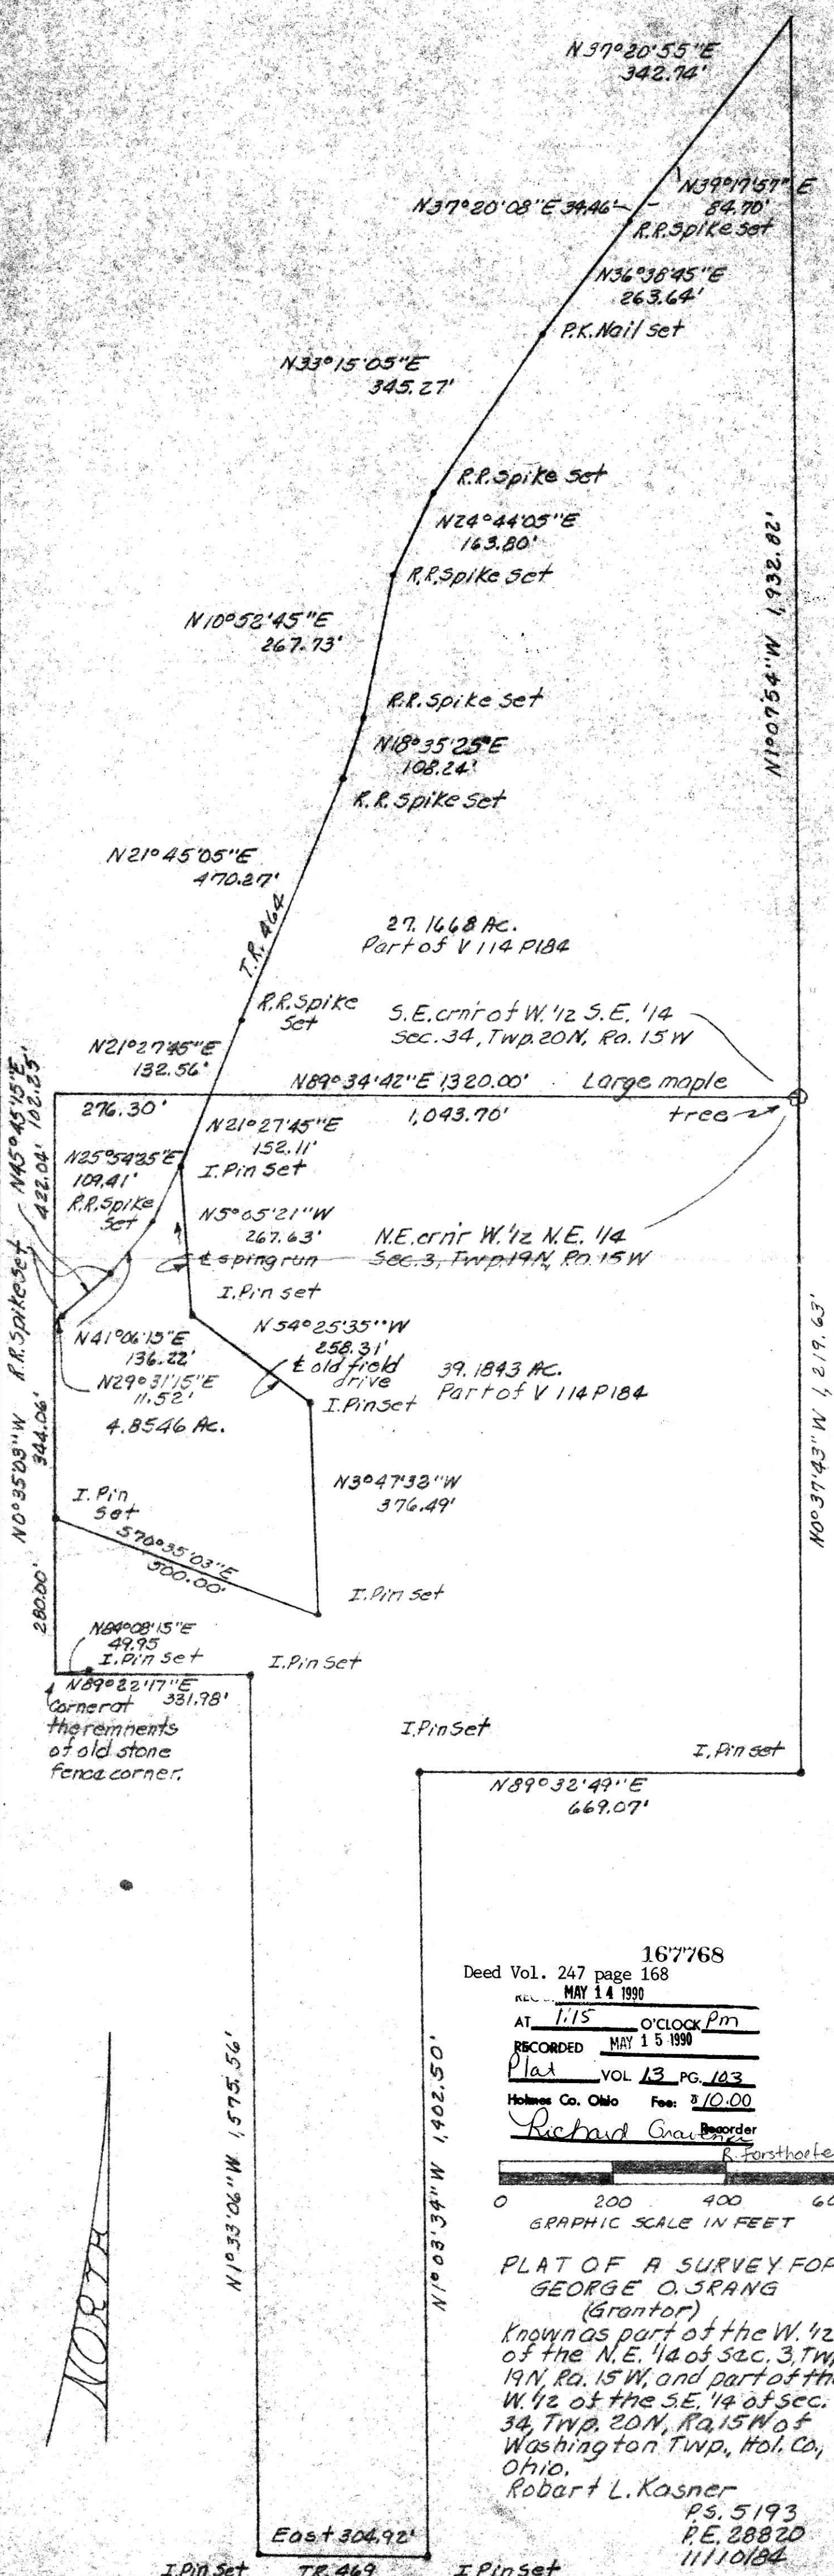 N37°20'55"E
342.74'
N39°17'57"E
84.70'
N37°20'08"E 34.46'
R.R. Spike set
N36°38'45"E
263.64'
P.K. Nail set
N33°15'05"E
345.27'
R.R. Spike set
N24°44'05"E
163.80'
R.R. Spike set
N1°07'54"W 1,932.82'
N10°52'45"E
267.73'
R.R. Spike set
N18°35'25"E
108.24'
R.R. Spike set
N21°45'05"E
470.27'
T.R. 464
27.1668 Ac.
Part of V 114 P184
R.R. Spike
set
S.E. crn'r of W. 1/2 S.E. 1/4
Sec. 34, Twp. 20N, Ra. 15W
N21°27'45"E
132.56'
N89°34'42"E 1320.00'
Large maple
tree
276.30'
1,043.70'
N45°45'15"E
102.25'
422.04'
N21°27'45"E
152.11'
I. Pin set
N25°54'35"E
109.41'
R.R. Spike
set
N5°05'21"W
267.63'
℄ sping run
N.E. crn'r W. 1/2 N.E. 1/4
Sec. 3, Twp. 19N, Ra. 15W
R.R. Spike set
I. Pin set
N41°06'15"E
136.22'
N54°25'35"W
258.31'
℄ old field
drive
N29°31'15"E
11.52'
4.8546 Ac.
I. Pin set
39.1843 AC.
Part of V 114 P184
N0°37'43"W 1,219.63'
N0°35'03"W
344.06'
N3°47'32"W
376.49'
I. Pin
set
S70°35'03"E
300.00'
I. Pin set
280.00'
N84°08'15"E
49.95
I. Pin set
I. Pin set
N89°22'17"E
331.98'
Corner at
the remnents
of old stone
fence corner.
I. Pin set
I. Pin set
N89°32'49"E
669.07'
167768
Deed Vol. 247 page 168
MAY 14 1990
AT 1:15 O'CLOCK Pm
RECORDED MAY 15 1990
Plat VOL 13 PG. 103
Holmes Co. Ohio Fee: $10.00
Richard Recorder
0 200 400
GRAPHIC SCALE IN FEET
N1°33'06"W 1,575.56'
N1°03'34"W 1,402.50'
NORTH
PLAT OF A SURVEY FOR
GEORGE O. SRANG
(Grantor)
Known as part of the W. 1/2
of the N.E. 1/4 of Sec. 3, Tw
19N, Ra. 15W, and part of th
W. 1/2 of the S.E. 1/4 of Sec.
34, Twp. 20N, Ra. 15W of
Washington Twp., Hol. Co.,
Ohio.
Robert L. Kasner
P.S. 5193
P.E. 28820
11/10/84
East 304.92'
I. Pin set TR. 469 I. Pin set